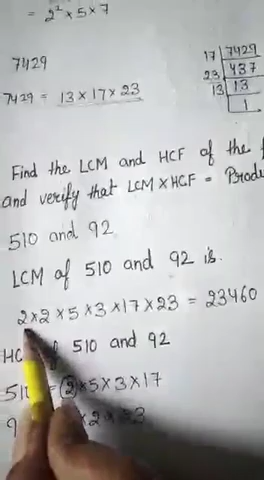 = 2² × 5 × 7
7429
7429 = 13 × 17 × 23
17 | 7429
23 | 437
13 | 13
1
Find the LCM and HCF of the
and verify that LCM × HCF =
510 and 92
LCM of 510 and 92 is.
2 × 2 × 5 × 3 × 17 × 23 = 23460
510 and 92
2 × 5 × 3 × 17
× 2 ×